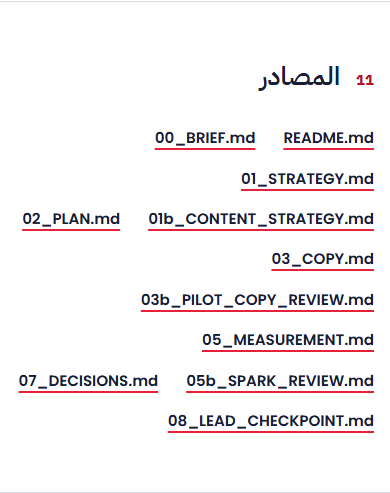 11 المصادر
README.md 00_BRIEF.md
01_STRATEGY.md
01b_CONTENT_STRATEGY.md 02_PLAN.md
03_COPY.md
03b_PILOT_COPY_REVIEW.md
05_MEASUREMENT.md
05b_SPARK_REVIEW.md 07_DECISIONS.md
08_LEAD_CHECKPOINT.md